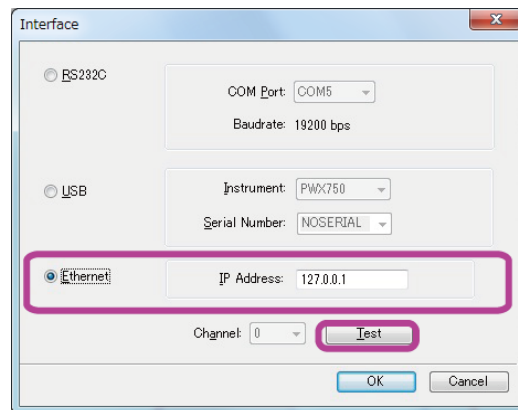 Interface
RS232C
COM Port: COM5
Baudrate: 19200 bps
USB
Instrument: PWX750
Serial Number: NOSERIAL
Ethernet
IP Address: 127.0.0.1
Channel: 0
Test
OK
Cancel